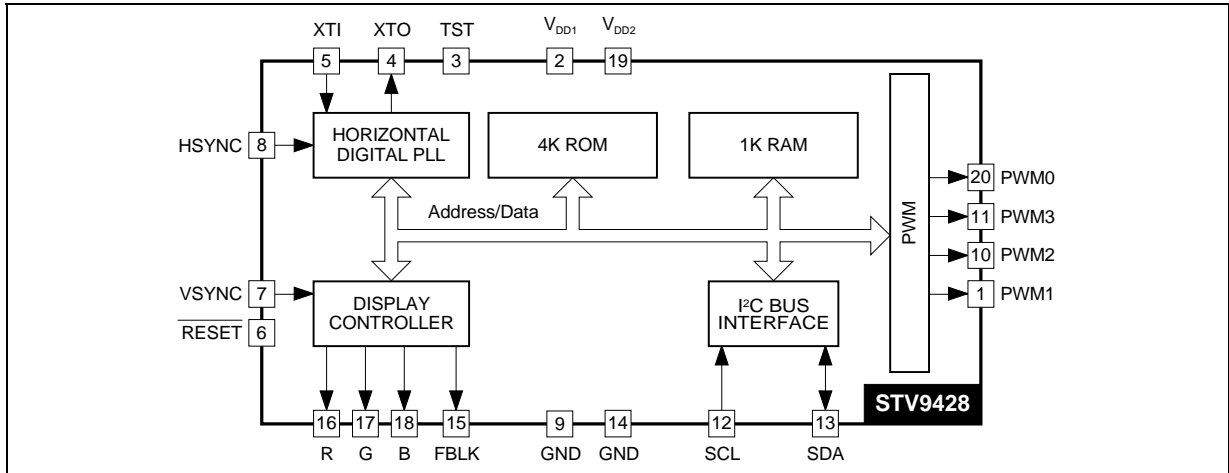 XTI XTO TST VDD1 VDD2
5 4 3 2 19
HSYNC 8 HORIZONTAL DIGITAL PLL
4K ROM
1K RAM
PWM
20 PWM0
11 PWM3
10 PWM2
1 PWM1
Address/Data
VSYNC 7
RESET 6
DISPLAY CONTROLLER
I²C BUS INTERFACE
STV9428
16 17 18 15 9 14 12 13
R G B FBLK GND GND SCL SDA